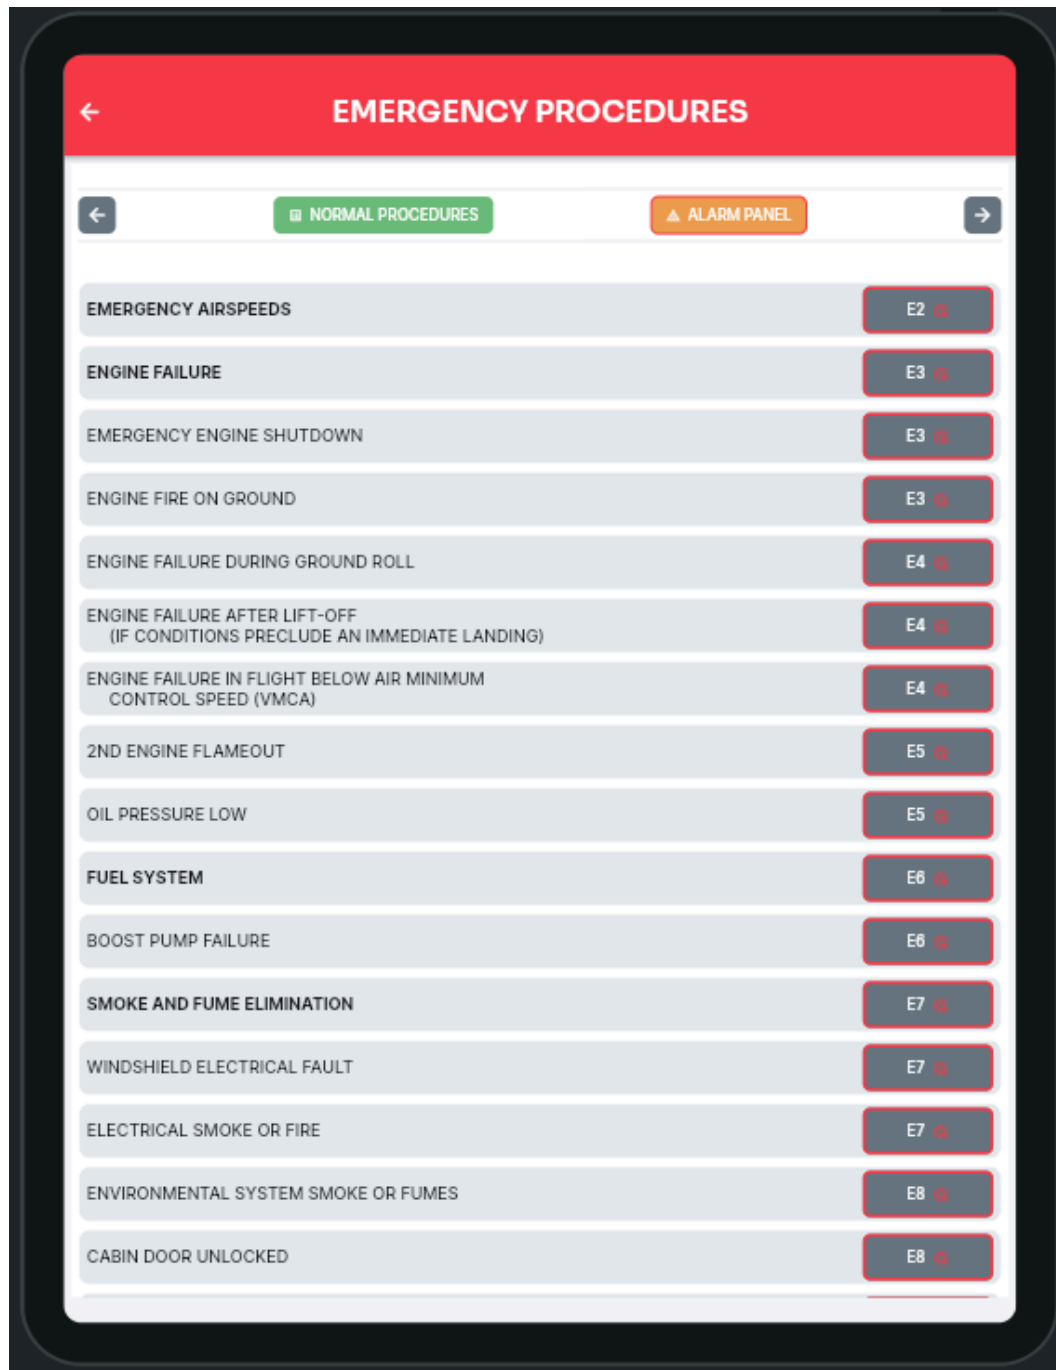 EMERGENCY PROCEDURES
NORMAL PROCEDURES
ALARM PANEL
EMERGENCY AIRSPEEDS
E2
ENGINE FAILURE
E3
EMERGENCY ENGINE SHUTDOWN
E3
ENGINE FIRE ON GROUND
E3
ENGINE FAILURE DURING GROUND ROLL
E4
ENGINE FAILURE AFTER LIFT-OFF
(IF CONDITIONS PRECLUDE AN IMMEDIATE LANDING)
E4
ENGINE FAILURE IN FLIGHT BELOW AIR MINIMUM
CONTROL SPEED (VMCA)
E4
2ND ENGINE FLAMEOUT
E5
OIL PRESSURE LOW
E5
FUEL SYSTEM
E6
BOOST PUMP FAILURE
E6
SMOKE AND FUME ELIMINATION
E7
WINDSHIELD ELECTRICAL FAULT
E7
ELECTRICAL SMOKE OR FIRE
E7
ENVIRONMENTAL SYSTEM SMOKE OR FUMES
E8
CABIN DOOR UNLOCKED
E8